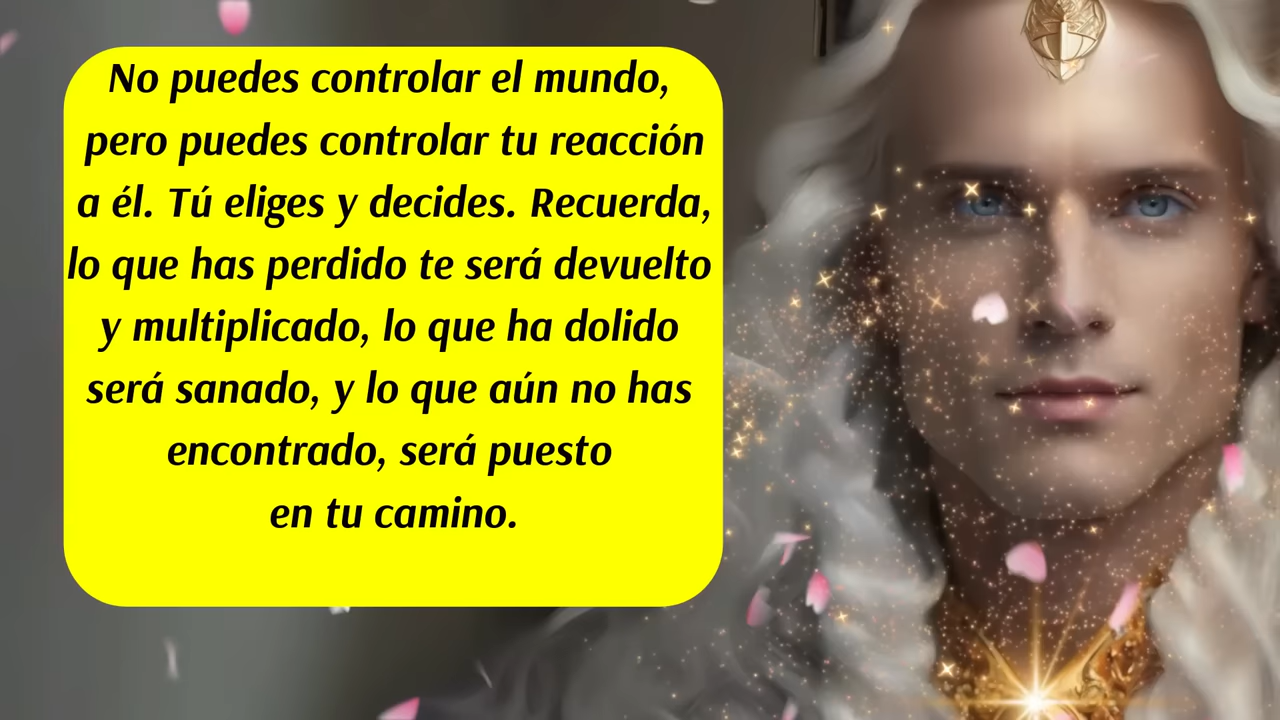 No puedes controlar el mundo,
pero puedes controlar tu reacción
a él. Tú eliges y decides. Recuerda,
lo que has perdido te será devuelto
y multiplicado, lo que ha dolido
será sanado, y lo que aún no has
encontrado, será puesto
en tu camino.